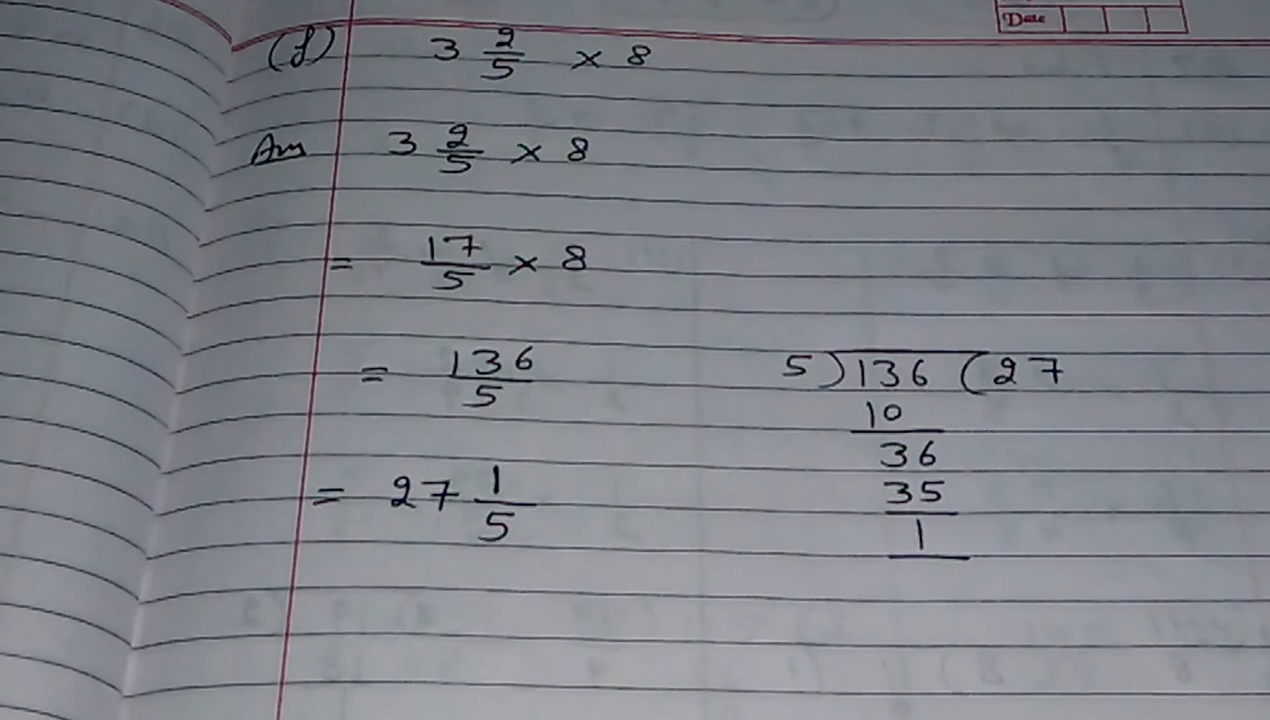 Date
(f) 3 2/5 × 8
Ans 3 2/5 × 8
= 17/5 × 8
= 136/5
5)136(27
10
36
35
1
= 27 1/5